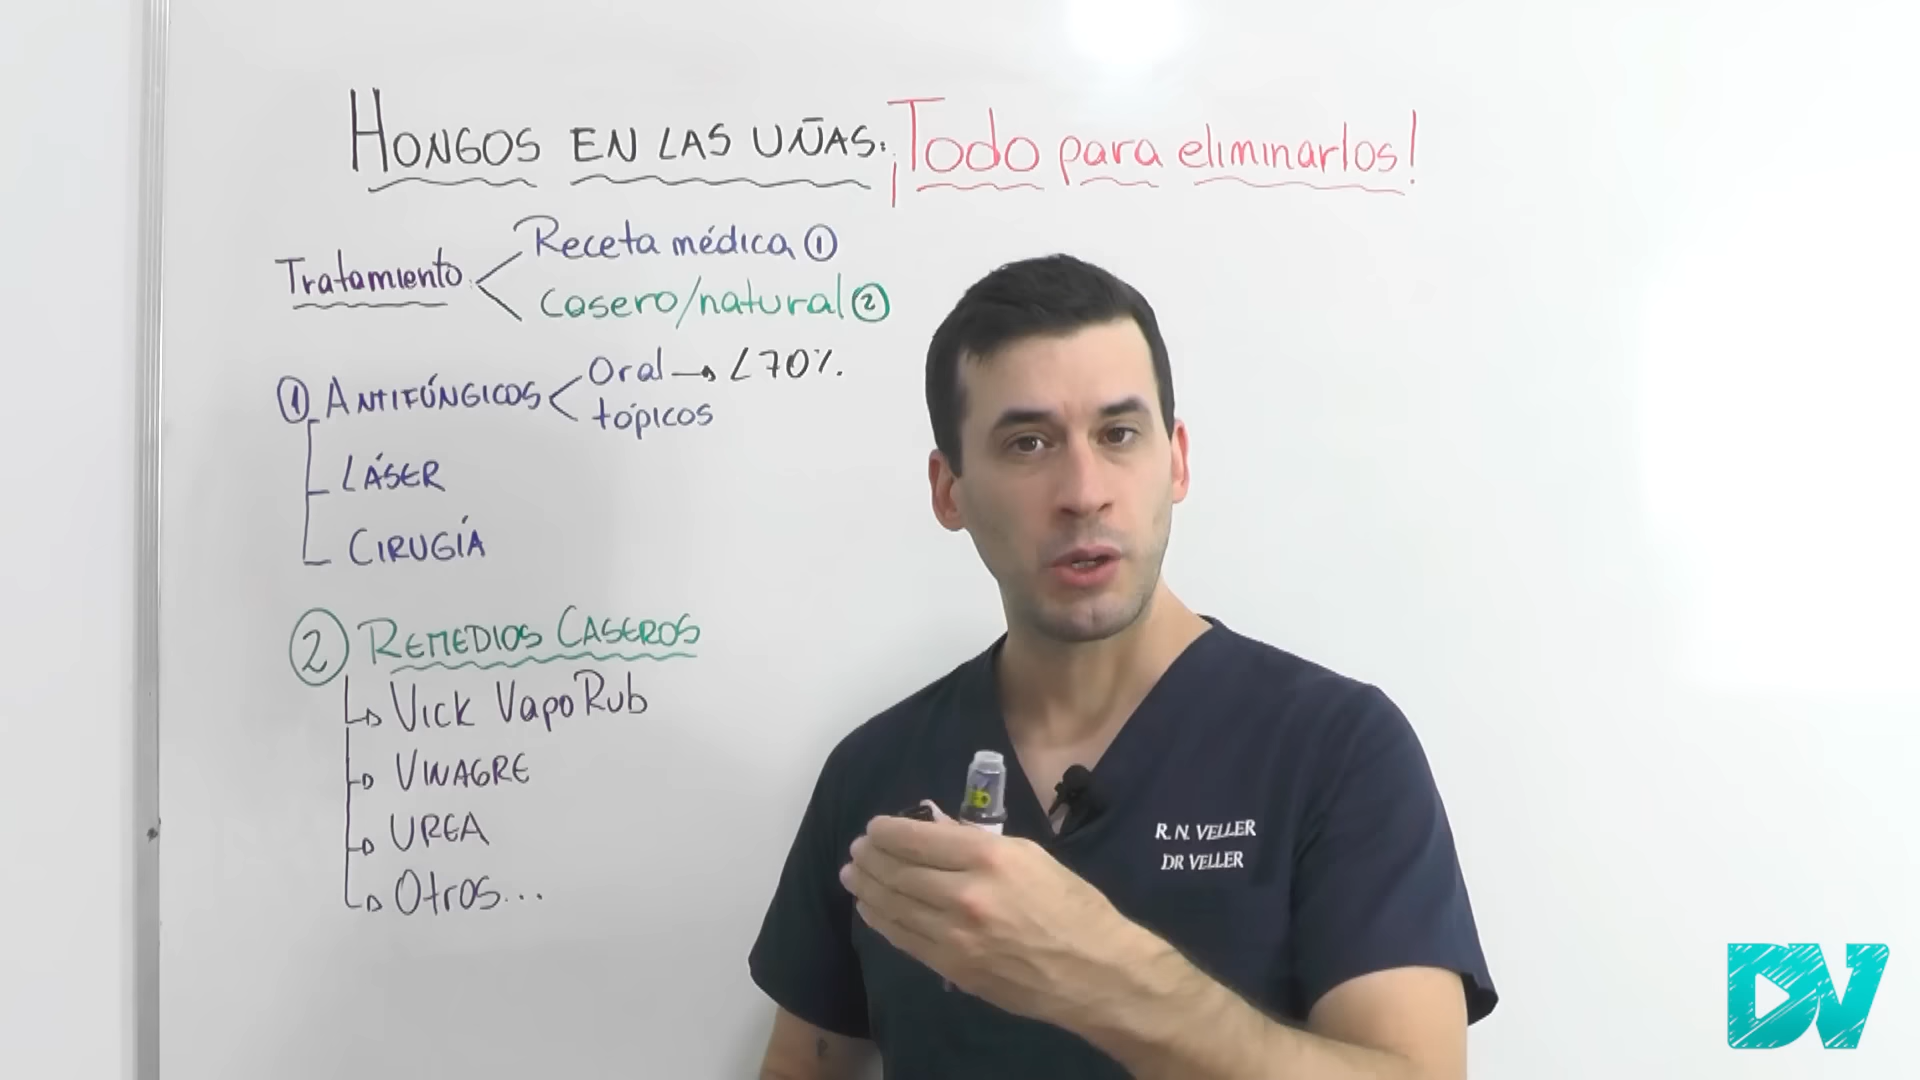 HONGOS EN LAS UÑAS: ¡Todo para eliminarlos!
Tratamiento: Receta médica ①
Casero/natural ②
① ANTIFÚNGICOS Oral → <70%.
tópicos
LÁSER
CIRUGÍA
② REMEDIOS CASEROS
VICK VapoRub
VINAGRE
UREA
Otros...
R. N. VELLER
DR VELLER
DV